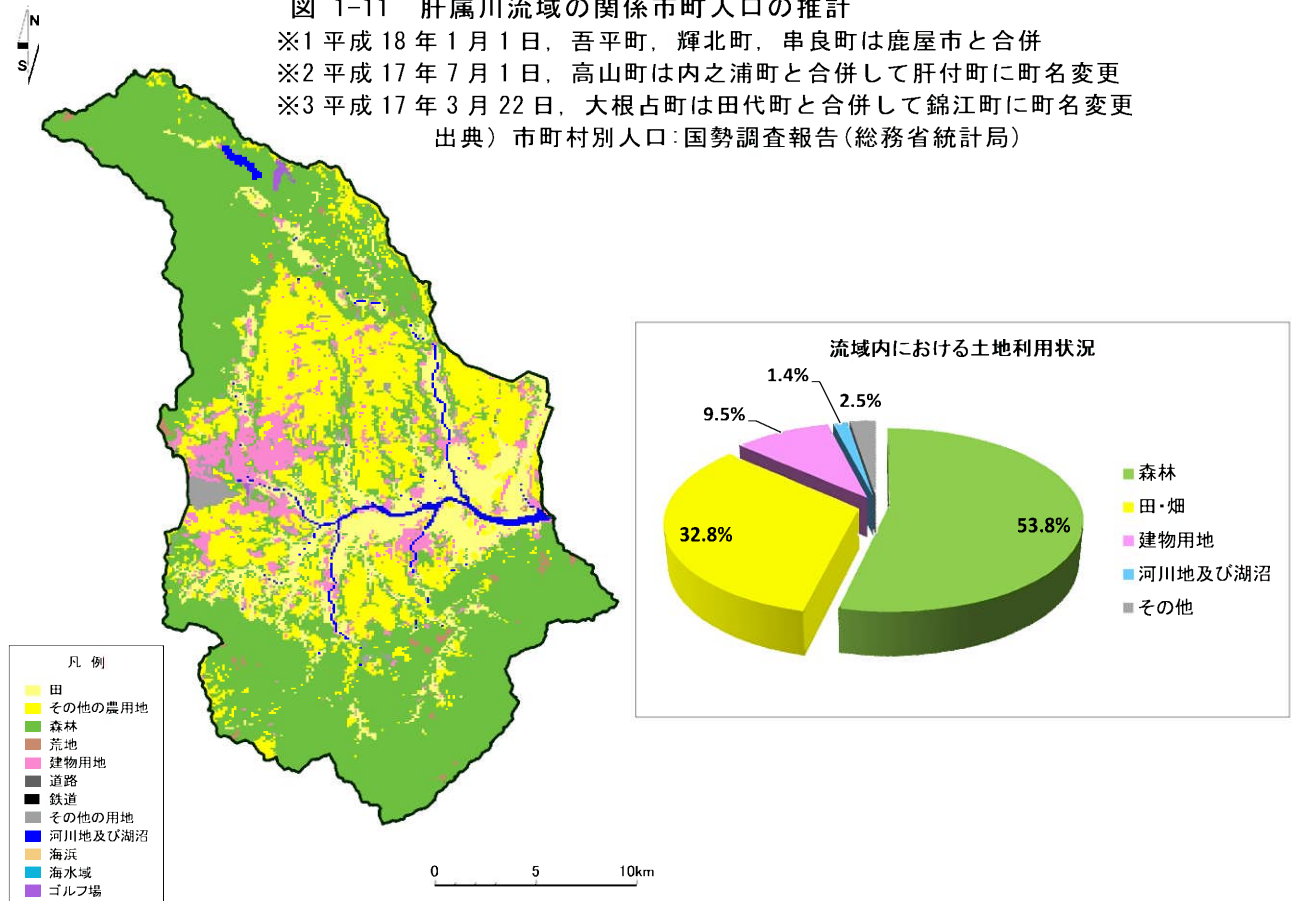 図 1-11 肝属川流域の関係市町人口の推計
※1 平成 18 年 1 月 1 日，吾平町，輝北町，串良町は鹿屋市と合併
※2 平成 17 年 7 月 1 日，高山町は内之浦町と合併して肝付町に町名変更
※3 平成 17 年 3 月 22 日，大根占町は田代町と合併して錦江町に町名変更
出典）市町村別人口：国勢調査報告（総務省統計局）
N
S
流域内における土地利用状況
1.4%
2.5%
9.5%
32.8%
53.8%
森林
田・畑
建物用地
河川地及び湖沼
その他
凡 例
田
その他の農用地
森林
荒地
建物用地
道路
鉄道
その他の用地
河川地及び湖沼
海浜
海水域
ゴルフ場
0 5 10km